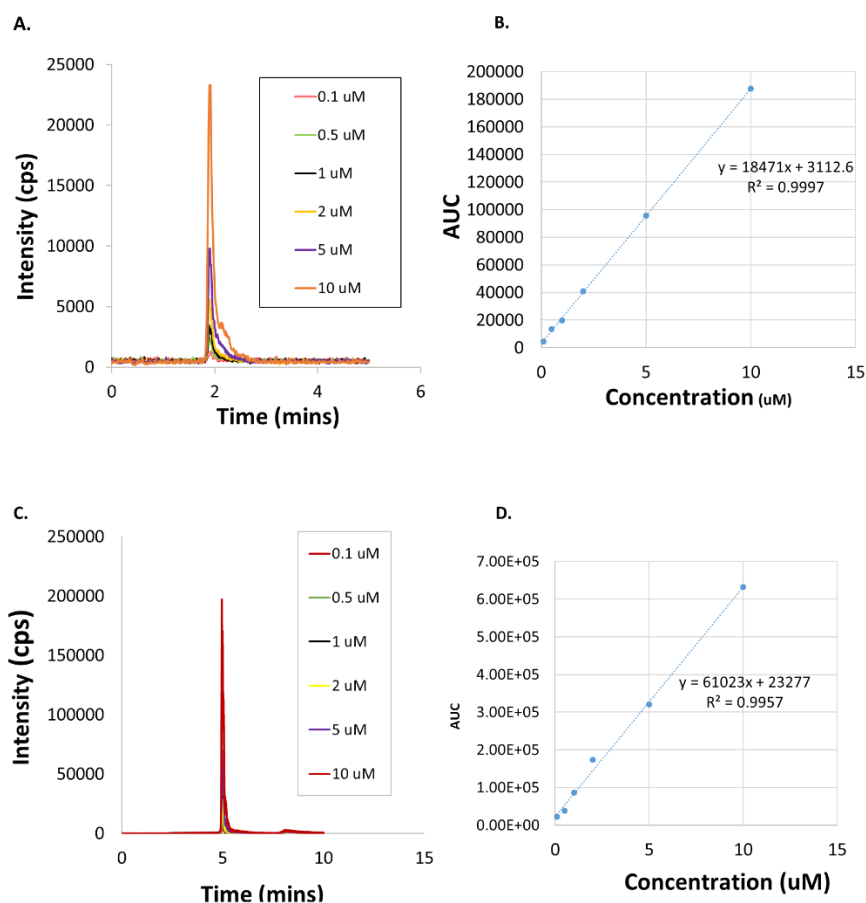 A.
Intensity (cps)
25000
20000
15000
10000
5000
0
0 2 4 6
Time (mins)
0.1 uM
0.5 uM
1 uM
2 uM
5 uM
10 uM
B.
AUC
200000
180000
160000
140000
120000
100000
80000
60000
40000
20000
0
0 5 10 15
Concentration (uM)
y = 18471x + 3112.6
R² = 0.9997
C.
Intensity (cps)
250000
200000
150000
100000
50000
0
0 5 10 15
Time (mins)
0.1 uM
0.5 uM
1 uM
2 uM
5 uM
10 uM
D.
AUC
7.00E+05
6.00E+05
5.00E+05
4.00E+05
3.00E+05
2.00E+05
1.00E+05
0.00E+00
0 5 10 15
Concentration (uM)
y = 61023x + 23277
R² = 0.9957